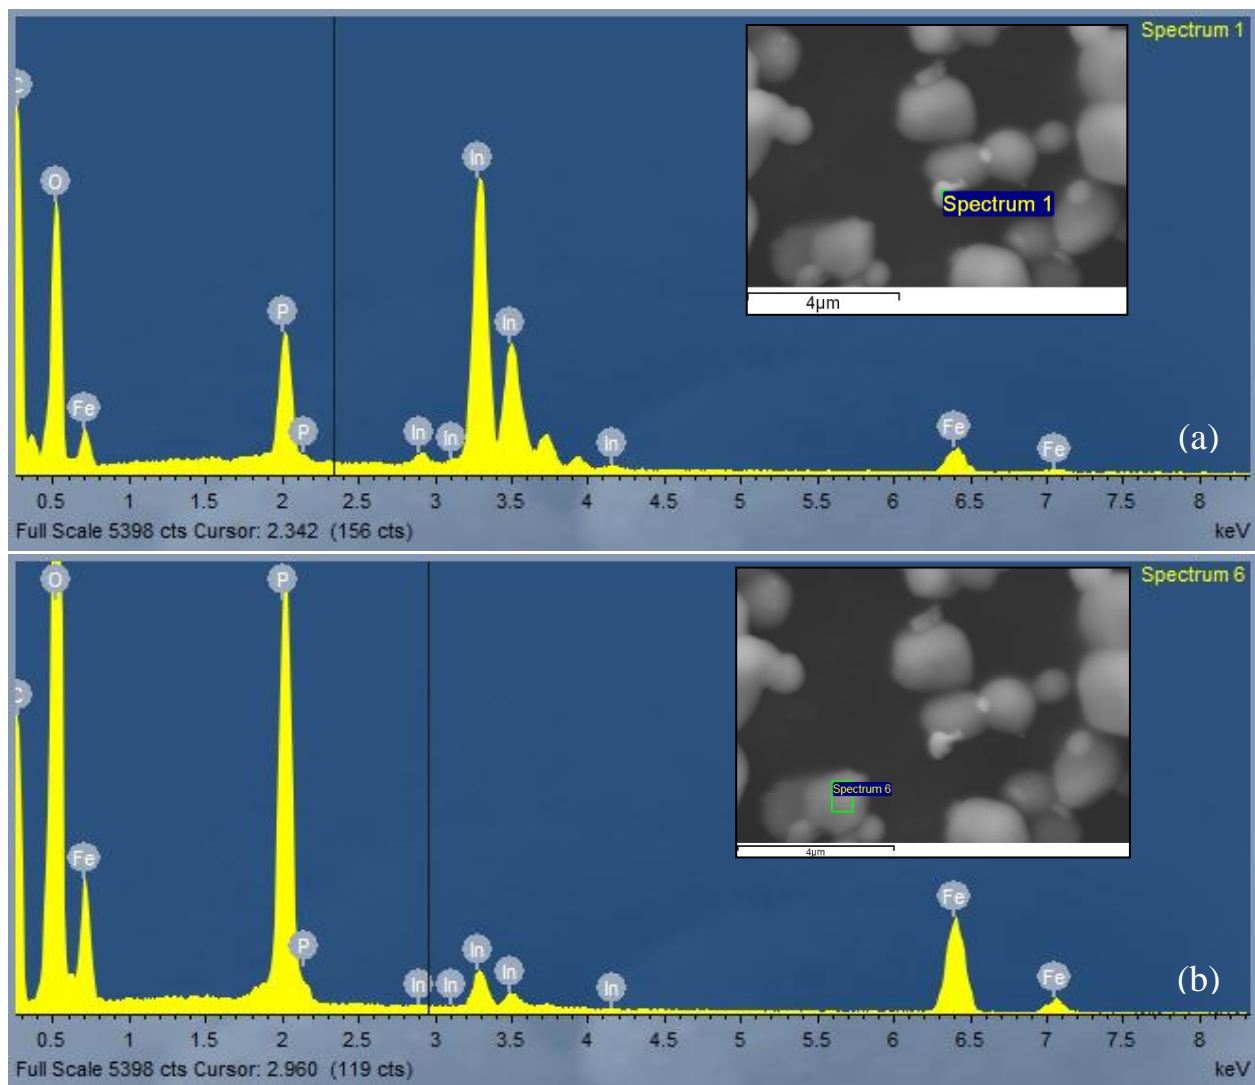 Spectrum 1
C
O
Fe
P
P
In
In
In
In
In
Fe
Fe
Spectrum 1
4μm
(a)
0.5 1 1.5 2 2.5 3 3.5 4 4.5 5 5.5 6 6.5 7 7.5 8
Full Scale 5398 cts Cursor: 2.342 (156 cts) keV
Spectrum 6
C
O
Fe
P
P
In
In
In
In
In
Fe
Fe
Spectrum 6
4μm
(b)
0.5 1 1.5 2 2.5 3 3.5 4 4.5 5 5.5 6 6.5 7 7.5 8
Full Scale 5398 cts Cursor: 2.960 (119 cts) keV